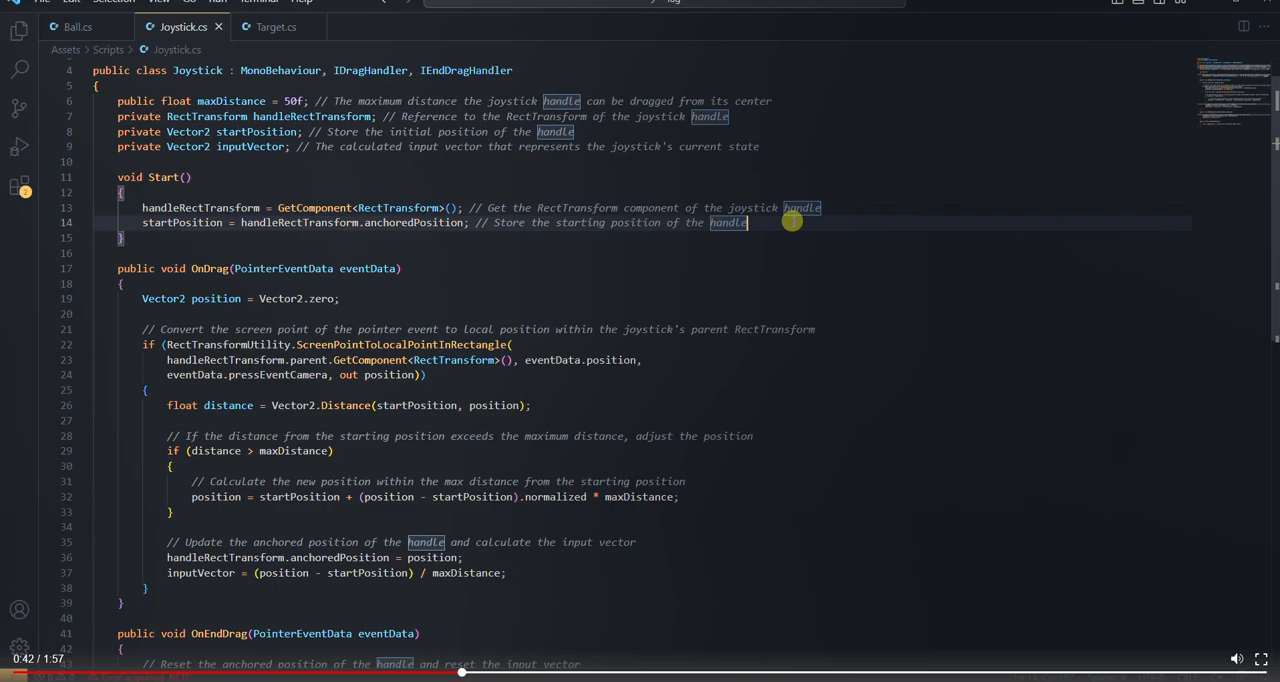 Ball.cs
Joystick.cs
Target.cs
Assets > Scripts > Joystick.cs
4 public class Joystick : MonoBehaviour, IDragHandler, IEndDragHandler
5 {
6 public float maxDistance = 50f; // The maximum distance the joystick handle can be dragged from its center
7 private RectTransform handleRectTransform; // Reference to the RectTransform of the joystick handle
8 private Vector2 startPosition; // Store the initial position of the handle
9 private Vector2 inputVector; // The calculated input vector that represents the joystick's current state
10
11 void Start()
12 {
13 handleRectTransform = GetComponent<RectTransform>(); // Get the RectTransform component of the joystick handle
14 startPosition = handleRectTransform.anchoredPosition; // Store the starting position of the handle
15 }
16
17 public void OnDrag(PointerEventData eventData)
18 {
19 Vector2 position = Vector2.zero;
20
21 // Convert the screen point of the pointer event to local position within the joystick's parent RectTransform
22 if (RectTransformUtility.ScreenPointToLocalPointInRectangle(
23 handleRectTransform.parent.GetComponent<RectTransform>(), eventData.position,
24 eventData.pressEventCamera, out position))
25 {
26 float distance = Vector2.Distance(startPosition, position);
27
28 // If the distance from the starting position exceeds the maximum distance, adjust the position
29 if (distance > maxDistance)
30 {
31 // Calculate the new position within the max distance from the starting position
32 position = startPosition + (position - startPosition).normalized * maxDistance;
33 }
34
35 // Update the anchored position of the handle and calculate the input vector
36 handleRectTransform.anchoredPosition = position;
37 inputVector = (position - startPosition) / maxDistance;
38 }
39 }
40
41 public void OnEndDrag(PointerEventData eventData)
42 {
43 // Reset the anchored position of the handle and reset the input vector
2
0:42 / 1:57